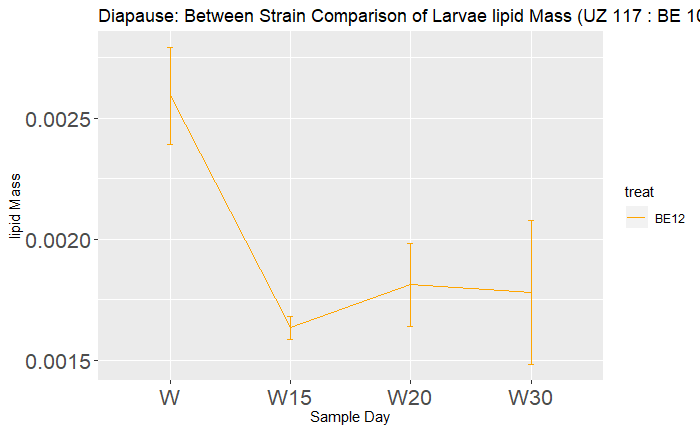 Diapause: Between Strain Comparison of Larvae lipid Mass (UZ 117 : BE 10
0.0025
0.0020
0.0015
lipid Mass
W W15 W20 W30
Sample Day
treat
BE12